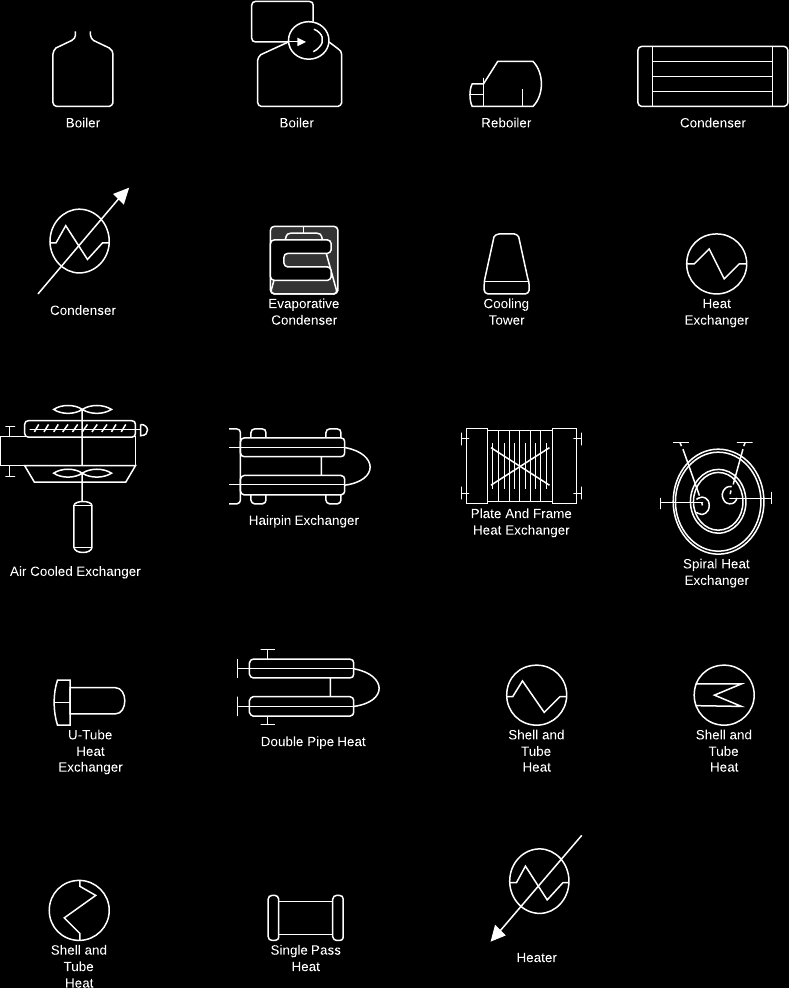 Boiler
Boiler
Reboiler
Condenser
Condenser
Evaporative
Condenser
Cooling
Tower
Heat
Exchanger
Air Cooled Exchanger
Hairpin Exchanger
Plate And Frame
Heat Exchanger
Spiral Heat
Exchanger
U-Tube
Heat
Exchanger
Double Pipe Heat
Shell and
Tube
Heat
Shell and
Tube
Heat
Shell and
Tube
Heat
Single Pass
Heat
Heater